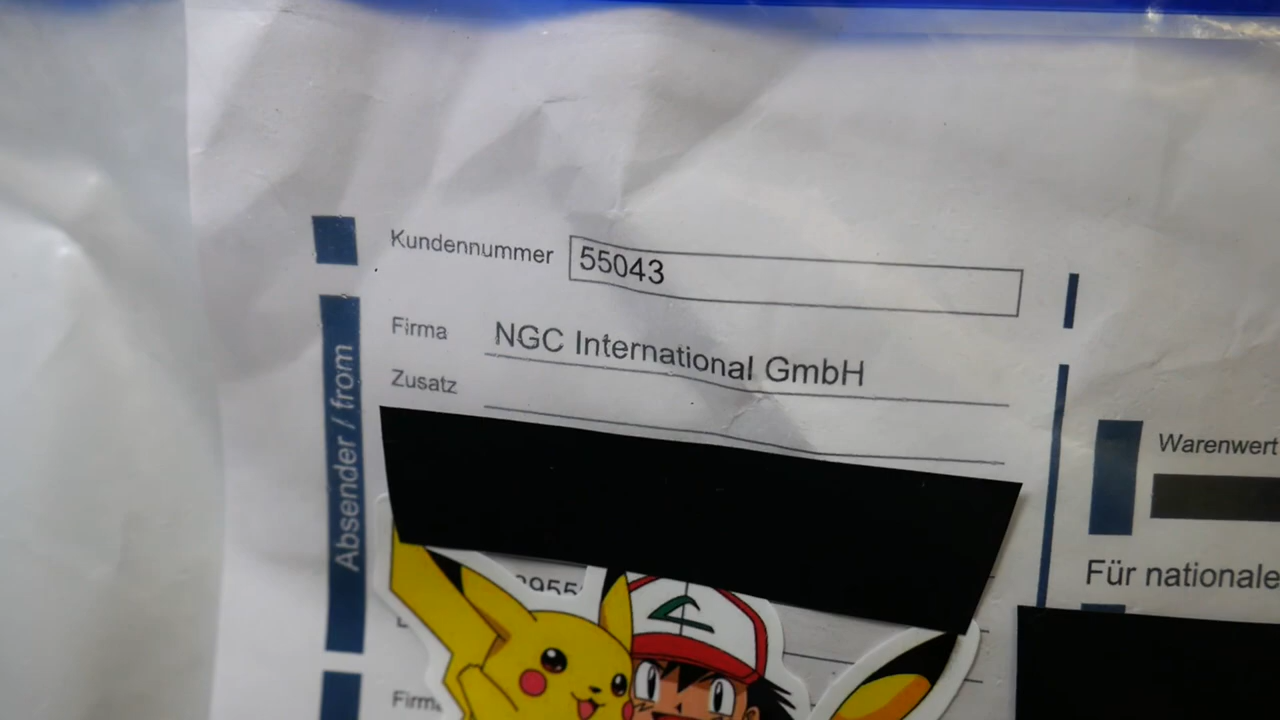 Kundennummer 55043
Firma NGC International GmbH
Zusatz
Absender / from
Warenwert
Für nationale